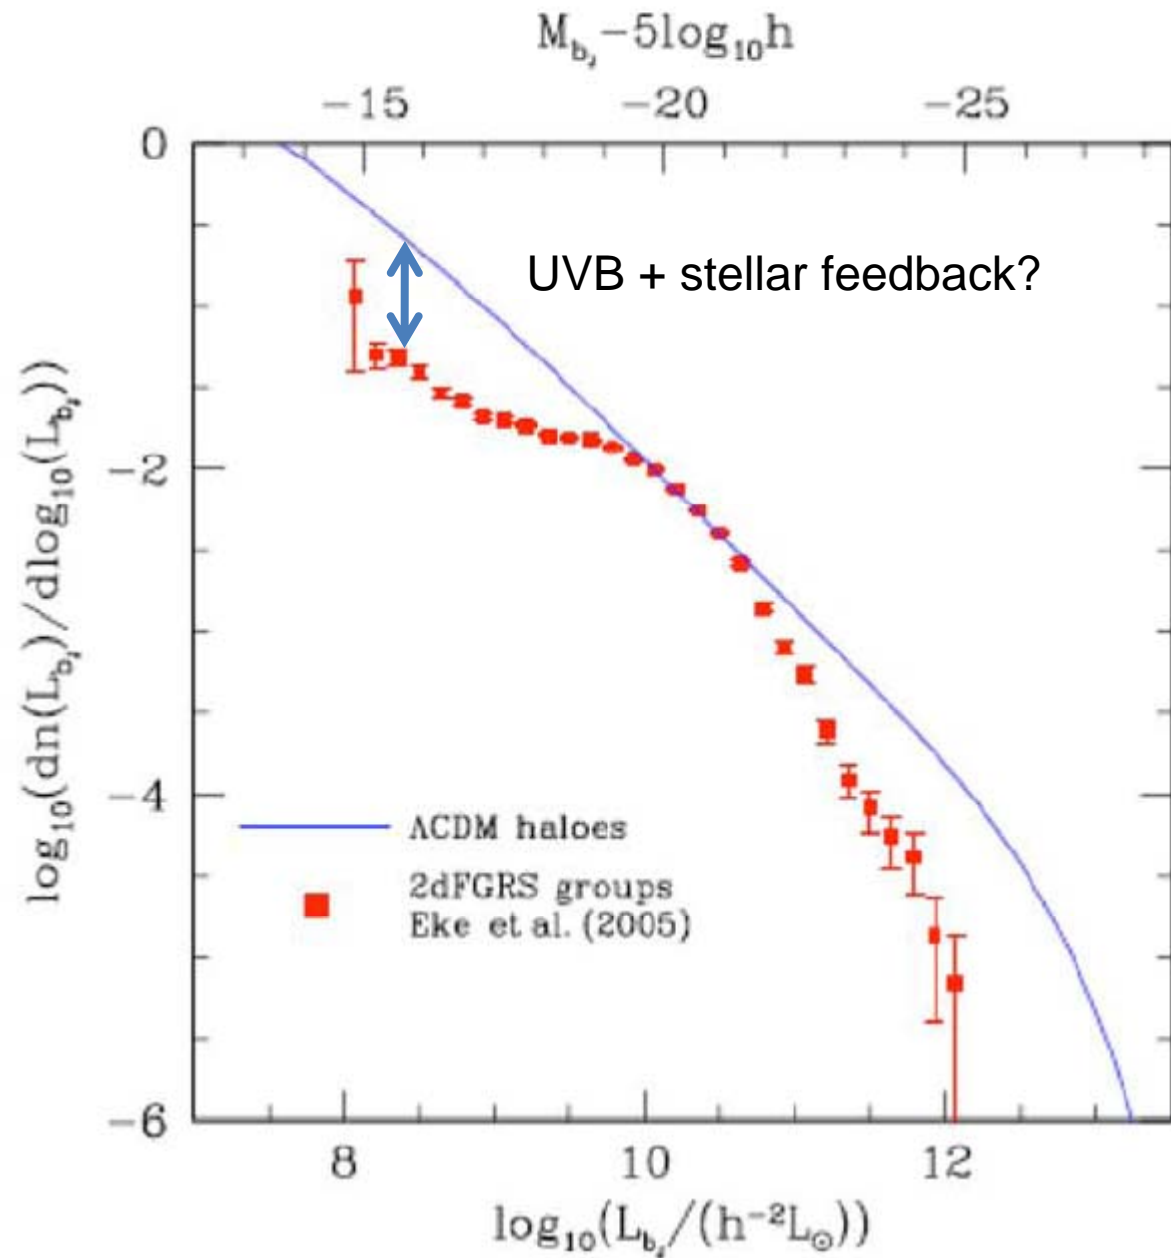 M_{b_J}−5log₁₀h
−15 −20 −25
0
UVB + stellar feedback?
−2
−4
−6
log₁₀(dn(L_{b_J})/dlog₁₀(L_{b_J}))
ΛCDM haloes
2dFGRS groups
Eke et al. (2005)
8 10 12
log₁₀(L_{b_J}/(h⁻²L_☉))